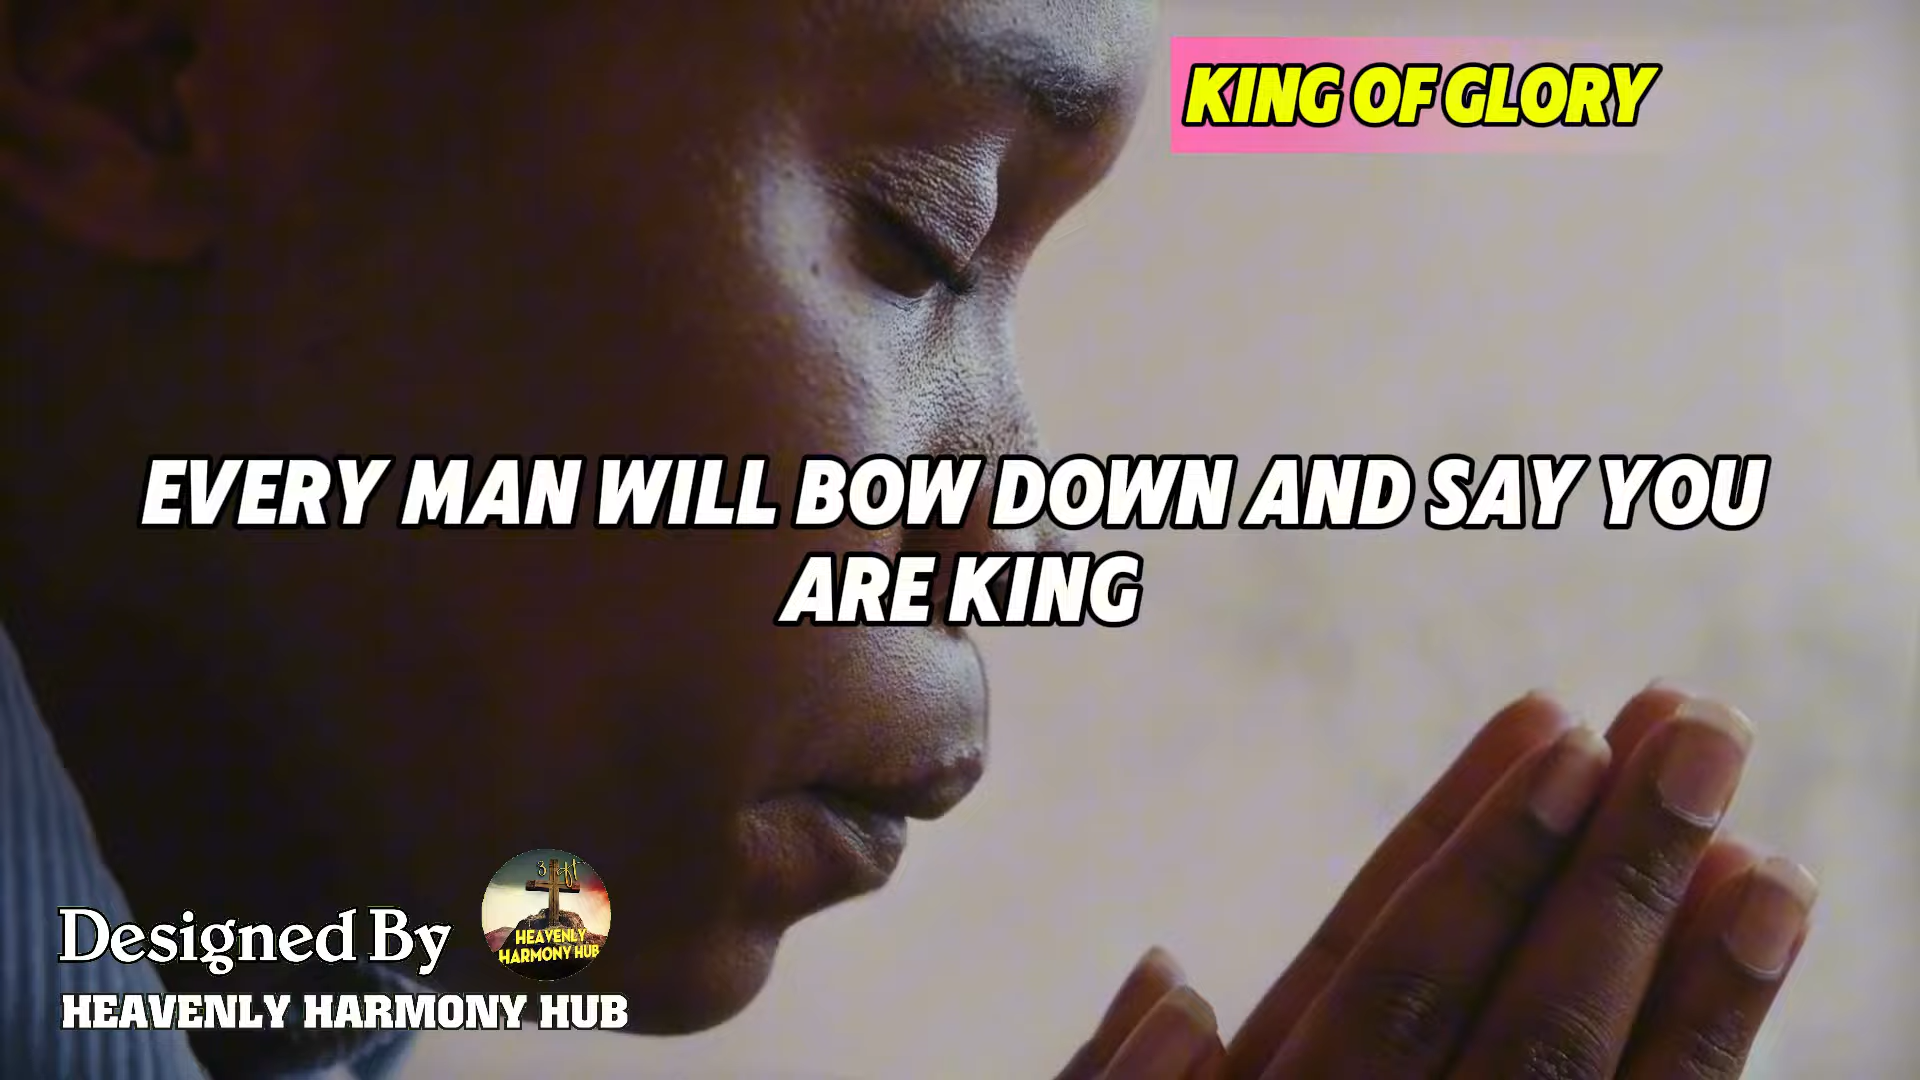 KING OF GLORY
EVERY MAN WILL BOW DOWN AND SAY YOU
ARE KING
Designed By
HEAVENLY
HARMONY HUB
HEAVENLY HARMONY HUB